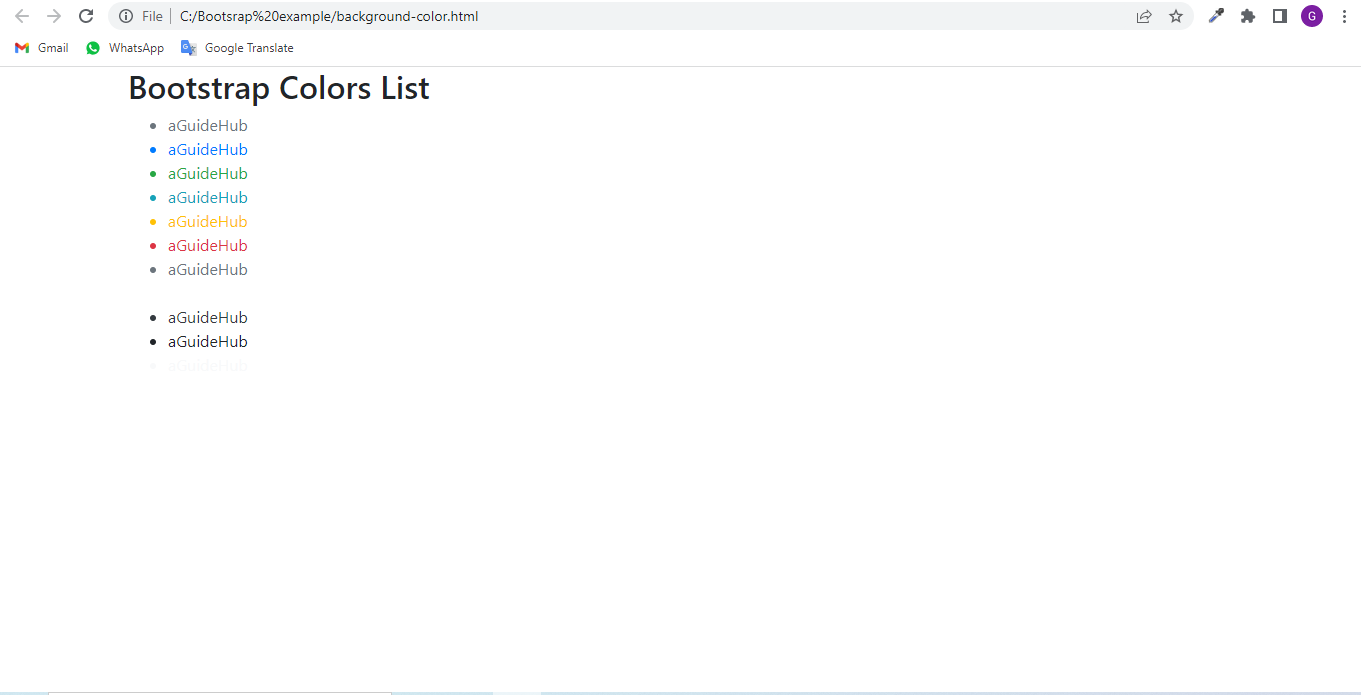 File C:/Bootsrap%20example/background-color.html
G
Gmail WhatsApp Google Translate
Bootstrap Colors List
aGuideHub
aGuideHub
aGuideHub
aGuideHub
aGuideHub
aGuideHub
aGuideHub
aGuideHub
aGuideHub
aGuideHub